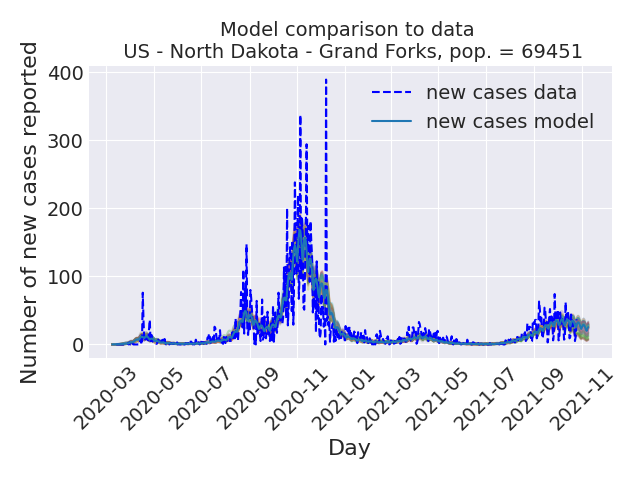 Model comparison to data
US - North Dakota - Grand Forks, pop. = 69451
Number of new cases reported
400
300
200
100
0
new cases data
new cases model
2020-03
2020-05
2020-07
2020-09
2020-11
2021-01
2021-03
2021-05
2021-07
2021-09
2021-11
Day